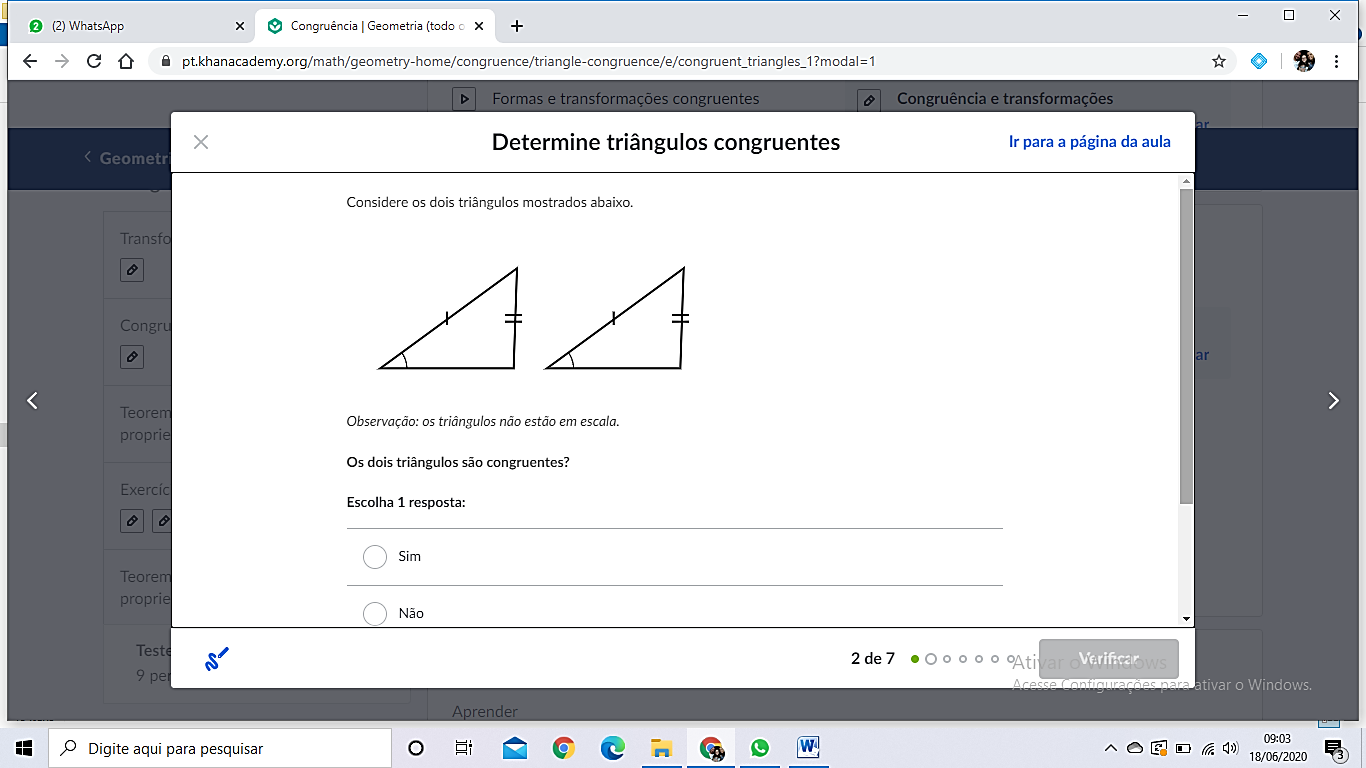 (2) WhatsApp
Congruência | Geometria (todo o
pt.khanacademy.org/math/geometry-home/congruence/triangle-congruence/e/congruent_triangles_1?modal=1
Formas e transformações congruentes
Congruência e transformações
ar
Geometri
Determine triângulos congruentes
Ir para a página da aula
Considere os dois triângulos mostrados abaixo.
Transfo
Congru
ar
Teorem
proprie
Observação: os triângulos não estão em escala.
Os dois triângulos são congruentes?
Exercíc
Escolha 1 resposta:
Sim
Teorem
proprie
Não
Teste
9 per
2 de 7
Verificar
Ativar o Windows
Acesse Configurações para ativar o Windows.
Aprender
Digite aqui para pesquisar
09:03
18/06/2020
3